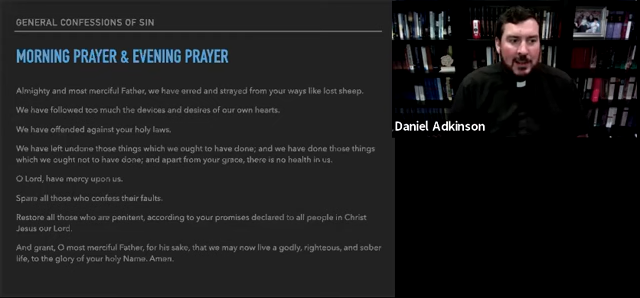 GENERAL CONFESSIONS OF SIN
MORNING PRAYER & EVENING PRAYER
Almighty and most merciful Father, we have erred and strayed from your ways like lost sheep.
We have followed too much the devices and desires of our own hearts.
We have offended against your holy laws.
We have left undone those things which we ought to have done; and we have done those things
which we ought not to have done; and apart from your grace, there is no health in us.
O Lord, have mercy upon us.
Spare all those who confess their faults.
Restore all those who are penitent, according to your promises declared to all people in Christ
Jesus our Lord.
And grant, O most merciful Father, for his sake, that we may now live a godly, righteous, and sober
life, to the glory of your holy Name. Amen.
Daniel Adkinson